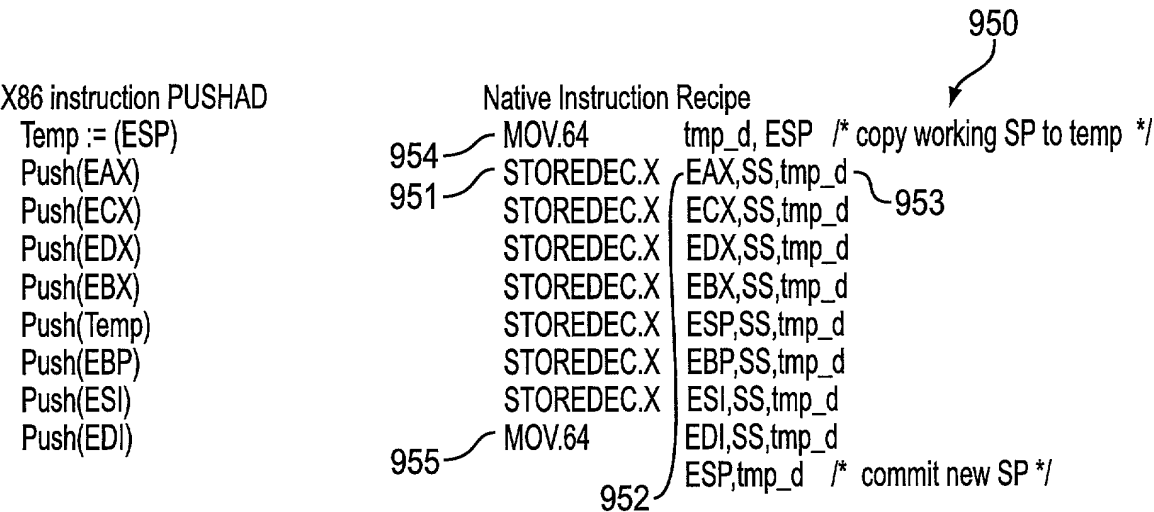 950
X86 instruction PUSHAD Native Instruction Recipe
Temp := (ESP) MOV.64 tmp_d, ESP /* copy working SP to temp */
954
Push(EAX) STOREDEC.X EAX,SS,tmp_d
951 953
Push(ECX) STOREDEC.X ECX,SS,tmp_d
Push(EDX) STOREDEC.X EDX,SS,tmp_d
Push(EBX) STOREDEC.X EBX,SS,tmp_d
Push(Temp) STOREDEC.X ESP,SS,tmp_d
Push(EBP) STOREDEC.X EBP,SS,tmp_d
Push(ESI) STOREDEC.X ESI,SS,tmp_d
Push(EDI) MOV.64 EDI,SS,tmp_d
955
ESP,tmp_d /* commit new SP */
952